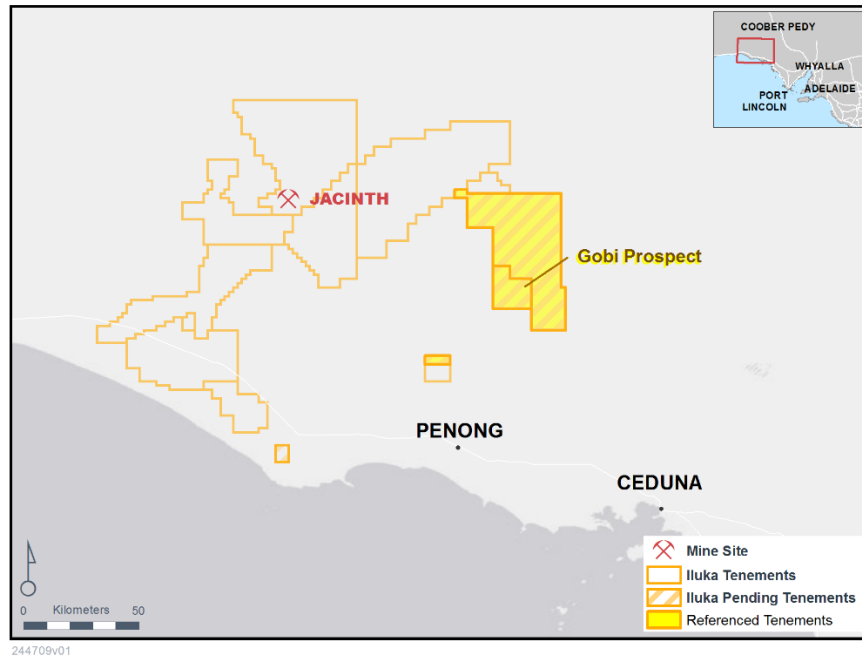 COOBER PEDY
WHYALLA
ADELAIDE
PORT
LINCOLN
JACINTH
Gobi Prospect
PENONG
CEDUNA
Mine Site
Iluka Tenements
Iluka Pending Tenements
Referenced Tenements
0 Kilometers 50
244709v01